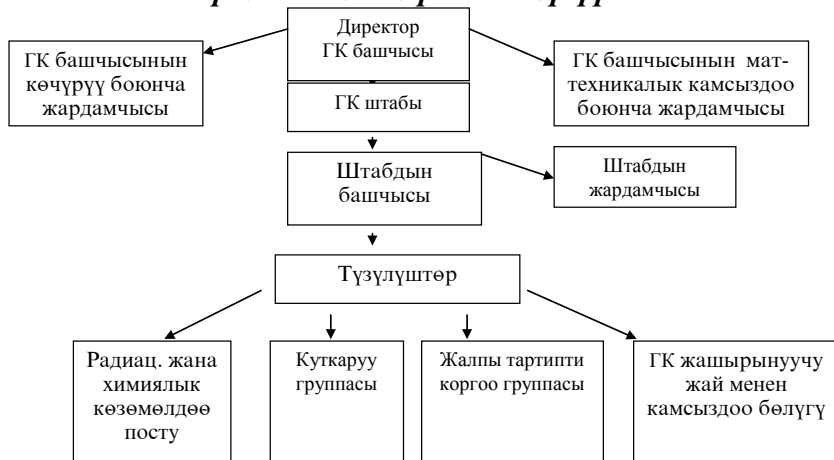 Директор
ГК башчысы
ГК башчысынын
көчүрүү боюнча
жардамчысы
ГК башчысынын мат-
техникалык камсыздоо
боюнча жардамчысы
ГК штабы
Штабдын
башчысы
Штабдын
жардамчысы
Түзүлүштөр
Радиац. жана
химиялык
көзөмөлдөө
посту
Куткаруу
группасы
Жалпы тартипти
коргоо группасы
ГК жашырынуучу
жай менен
камсыздоо бөлүгү